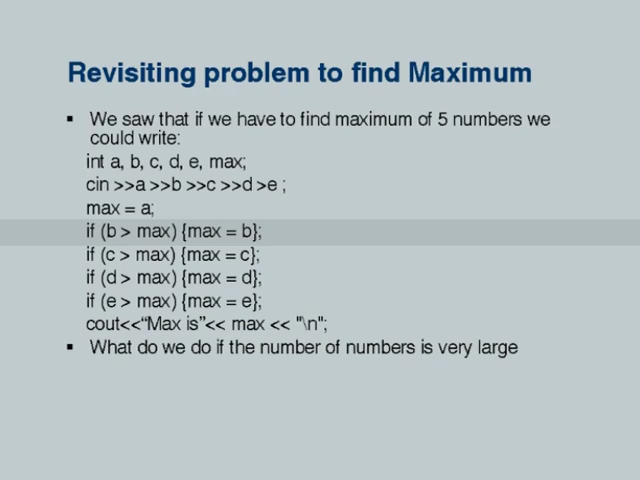 Revisiting problem to find Maximum
▪ We saw that if we have to find maximum of 5 numbers we
could write:
int a, b, c, d, e, max;
cin >>a >>b >>c >>d >e ;
max = a;
if (b > max) {max = b};
if (c > max) {max = c};
if (d > max) {max = d};
if (e > max) {max = e};
cout<<“Max is”<< max << "\n";
▪ What do we do if the number of numbers is very large